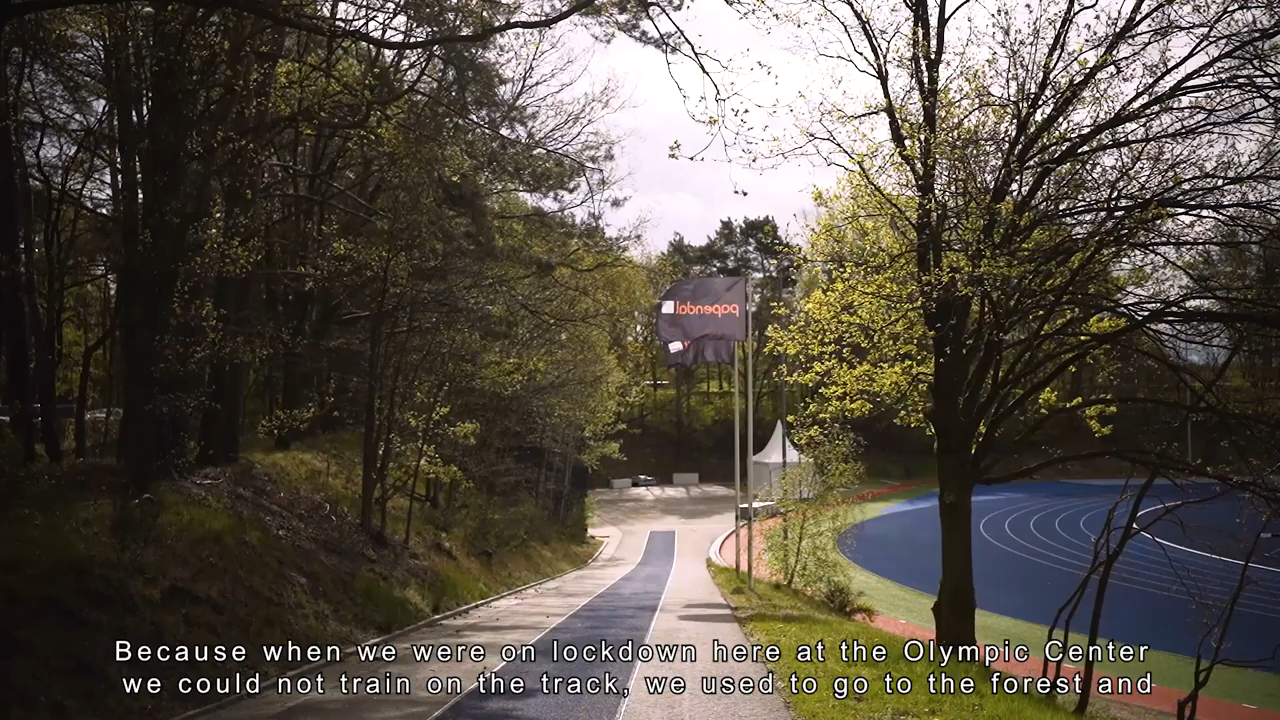 papendal
Because when we were on lockdown here at the Olympic Center
we could not train on the track, we used to go to the forest and